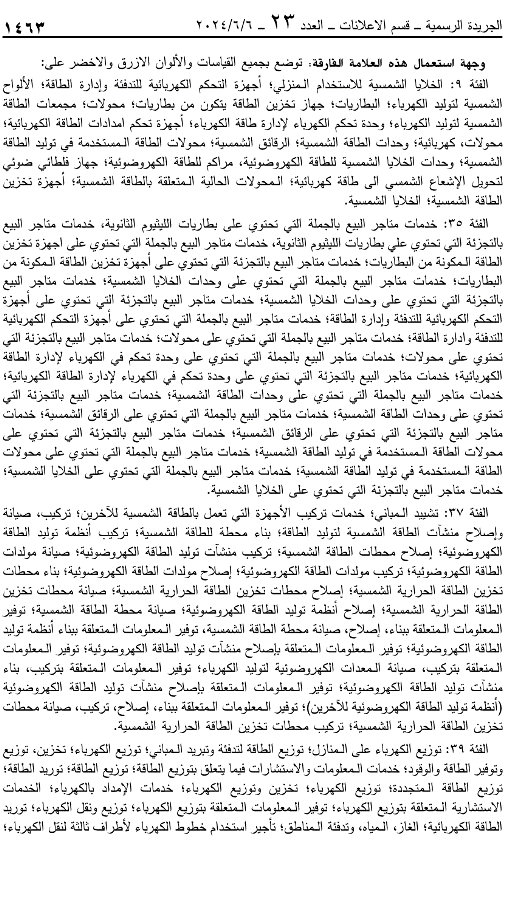 الجريدة الرسمية ــ قسم الاعلانات ــ العدد ٢٣ ــ ٢٠٢٤/٦/٦ ١٤٦٣
وجهة استعمال هذه العلامة الفارقة: توضع بجميع القياسات والألوان الازرق والاخضر على:
الفئة ٩: الخلايا الشمسية للاستخدام المنزلي؛ أجهزة التحكم الكهربائية للتدفئة وإدارة الطاقة؛ الألواح
الشمسية لتوليد الكهرباء؛ البطاريات؛ جهاز تخزين الطاقة يتكون من بطاريات؛ محولات؛ مجمعات الطاقة
الشمسية لتوليد الكهرباء؛ وحدة تحكم الكهرباء لإدارة طاقة الكهرباء؛ أجهزة تحكم امدادات الطاقة الكهربائية؛
محولات، كهربائية؛ وحدات الطاقة الشمسية؛ الرقائق الشمسية؛ محولات الطاقة المستخدمة في توليد الطاقة
الشمسية؛ وحدات الخلايا الشمسية للطاقة الكهروضوئية، مراكم للطاقة الكهروضوئية؛ جهاز فلطائي ضوئي
لتحويل الإشعاع الشمسي الى طاقة كهربائية؛ المحولات الحالية المتعلقة بالطاقة الشمسية؛ أجهزة تخزين
الطاقة الشمسية؛ الخلايا الشمسية.
الفئة ٣٥: خدمات متاجر البيع بالجملة التي تحتوي على بطاريات الليثيوم الثانوية، خدمات متاجر البيع
بالتجزئة التي تحتوي علي بطاريات الليثيوم الثانوية، خدمات متاجر البيع بالجملة التي تحتوي على اجهزة تخزين
الطاقة المكونة من البطاريات؛ خدمات متاجر البيع بالتجزئة التي تحتوي على أجهزة تخزين الطاقة المكونة من
البطاريات؛ خدمات متاجر البيع بالجملة التي تحتوي على وحدات الخلايا الشمسية؛ خدمات متاجر البيع
بالتجزئة التي تحتوي على وحدات الخلايا الشمسية؛ خدمات متاجر البيع بالتجزئة التي تحتوي على أجهزة
التحكم الكهربائية للتدفئة وإدارة الطاقة؛ خدمات متاجر البيع بالجملة التي تحتوي على أجهزة التحكم الكهربائية
للتدفئة وادارة الطاقة؛ خدمات متاجر البيع بالجملة التي تحتوي على محولات؛ خدمات متاجر البيع بالتجزئة التي
تحتوي على محولات؛ خدمات متاجر البيع بالجملة التي تحتوي على وحدة تحكم في الكهرباء لإدارة الطاقة
الكهربائية؛ خدمات متاجر البيع بالتجزئة التي تحتوي على وحدة تحكم في الكهرباء لإدارة الطاقة الكهربائية؛
خدمات متاجر البيع بالجملة التي تحتوي على وحدات الطاقة الشمسية؛ خدمات متاجر البيع بالتجزئة التي
تحتوي على وحدات الطاقة الشمسية؛ خدمات متاجر البيع بالجملة التي تحتوي على الرقائق الشمسية؛ خدمات
متاجر البيع بالتجزئة التي تحتوي على الرقائق الشمسية؛ خدمات متاجر البيع بالتجزئة التي تحتوي على
محولات الطاقة المستخدمة في توليد الطاقة الشمسية؛ خدمات متاجر البيع بالجملة التي تحتوي على محولات
الطاقة المستخدمة في توليد الطاقة الشمسية؛ خدمات متاجر البيع بالجملة التي تحتوي على الخلايا الشمسية؛
خدمات متاجر البيع بالتجزئة التي تحتوي على الخلايا الشمسية.
الفئة ٣٧: تشييد المباني؛ خدمات تركيب الأجهزة التي تعمل بالطاقة الشمسية للآخرين؛ تركيب، صيانة
وإصلاح منشآت الطاقة الشمسية لتوليد الطاقة؛ بناء محطة للطاقة الشمسية؛ تركيب أنظمة توليد الطاقة
الكهروضوئية؛ إصلاح محطات الطاقة الشمسية؛ تركيب منشآت توليد الطاقة الكهروضوئية؛ صيانة مولدات
الطاقة الكهروضوئية؛ تركيب مولدات الطاقة الكهروضوئية؛ إصلاح مولدات الطاقة الكهروضوئية؛ بناء محطات
تخزين الطاقة الحرارية الشمسية؛ إصلاح محطات تخزين الطاقة الحرارية الشمسية؛ صيانة محطات تخزين
الطاقة الحرارية الشمسية؛ إصلاح أنظمة توليد الطاقة الكهروضوئية؛ صيانة محطة الطاقة الشمسية؛ توفير
المعلومات المتعلقة ببناء، إصلاح، صيانة محطة الطاقة الشمسية، توفير المعلومات المتعلقة ببناء أنظمة توليد
الطاقة الكهروضوئية؛ توفير المعلومات المتعلقة بإصلاح منشآت توليد الطاقة الكهروضوئية؛ توفير المعلومات
المتعلقة بتركيب، صيانة المعدات الكهروضوئية لتوليد الكهرباء؛ توفير المعلومات المتعلقة بتركيب، بناء
منشآت توليد الطاقة الكهروضوئية؛ توفير المعلومات المتعلقة بإصلاح منشآت توليد الطاقة الكهروضوئية
(أنظمة توليد الطاقة الكهروضوئية للآخرين)؛ توفير المعلومات المتعلقة ببناء، إصلاح، تركيب، صيانة محطات
تخزين الطاقة الحرارية الشمسية؛ تركيب محطات تخزين الطاقة الحرارية الشمسية.
الفئة ٣٩: توزيع الكهرباء على المنازل؛ توزيع الطاقة لتدفئة وتبريد المباني؛ توزيع الكهرباء؛ تخزين، توزيع
وتوفير الطاقة والوقود؛ خدمات المعلومات والاستشارات فيما يتعلق بتوزيع الطاقة؛ توزيع الطاقة؛ توريد الطاقة؛
توزيع الطاقة المتجددة؛ توزيع الكهرباء؛ تخزين وتوزيع الكهرباء؛ خدمات الإمداد بالكهرباء؛ الخدمات
الاستشارية المتعلقة بتوزيع الكهرباء؛ توفير المعلومات المتعلقة بتوزيع الكهرباء؛ توزيع ونقل الكهرباء؛ توريد
الطاقة الكهربائية؛ الغاز، المياه، وتدفئة المناطق؛ تأجير استخدام خطوط الكهرباء لأطراف ثالثة لنقل الكهرباء؛